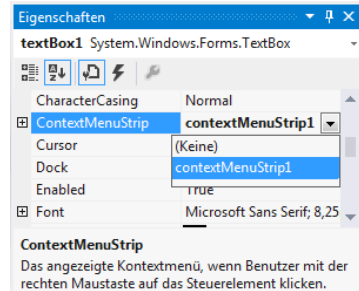 Eigenschaften
textBox1 System.Windows.Forms.TextBox
CharacterCasing Normal
ContextMenuStrip contextMenuStrip1
Cursor (Keine)
Dock contextMenuStrip1
Enabled True
Font Microsoft Sans Serif; 8,25
ContextMenuStrip
Das angezeigte Kontextmenü, wenn Benutzer mit der
rechten Maustaste auf das Steuerelement klicken.